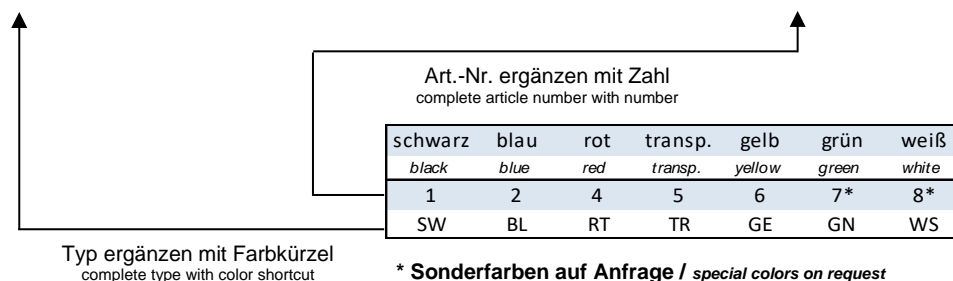 Art.-Nr. ergänzen mit Zahl
complete article number with number
schwarz blau rot transp. gelb grün weiß
black blue red transp. yellow green white
1 2 4 5 6 7* 8*
SW BL RT TR GE GN WS
Typ ergänzen mit Farbkürzel
complete type with color shortcut
* Sonderfarben auf Anfrage / special colors on request